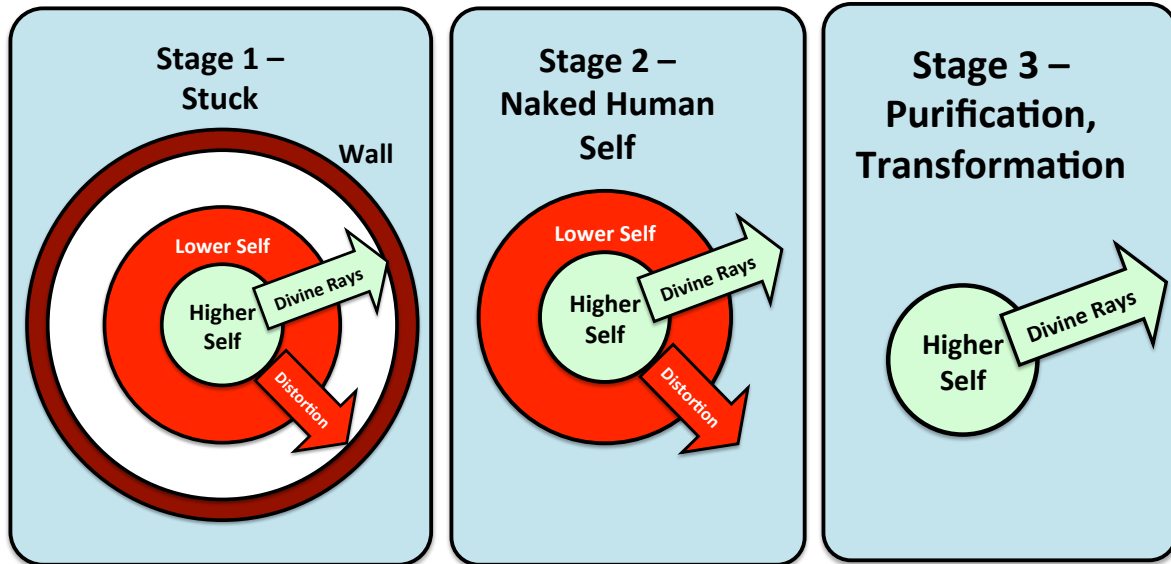 Stage 1 –
Stuck
Wall
Lower Self
Divine Rays
Higher
Self
Distortion
Stage 2 –
Naked Human
Self
Lower Self
Divine Rays
Higher
Self
Distortion
Stage 3 –
Purification,
Transformation
Divine Rays
Higher
Self